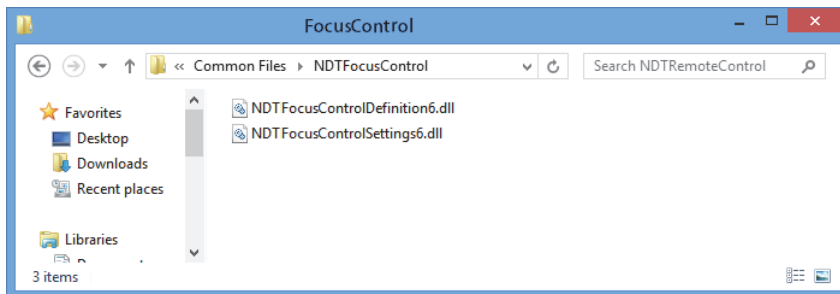 FocusControl
« Common Files NDTFocusControl
Search NDTRemoteControl
Favorites
Desktop
Downloads
Recent places
Libraries
NDTFocusControlDefinition6.dll
NDTFocusControlSettings6.dll
3 items